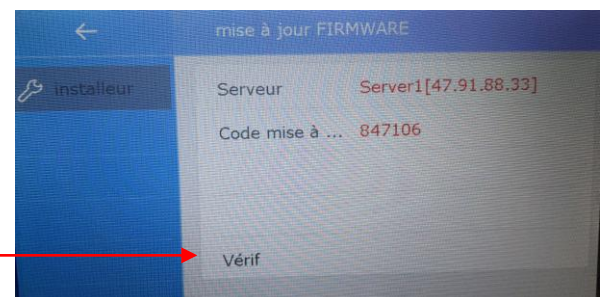 mise à jour FIRMWARE
installeur
Serveur Server1[47.91.88.33]
Code mise à ... 847106
Vérif